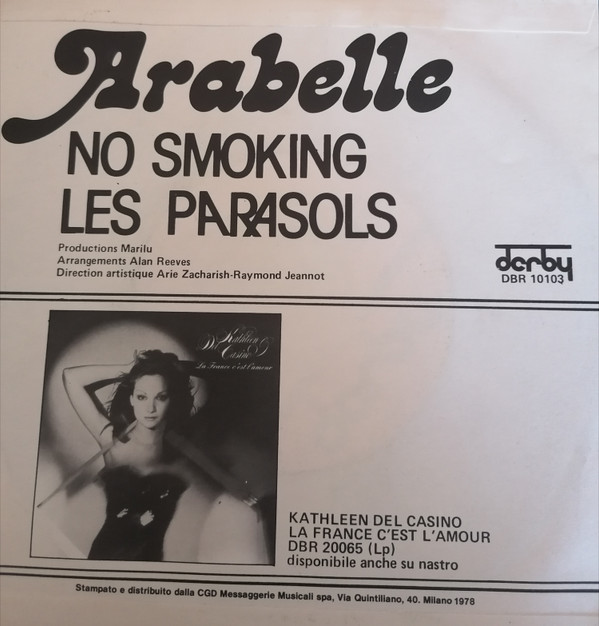 Arabelle
NO SMOKING
LES PARASOLS
Productions Marilu
Arrangements Alan Reeves
Direction artistique Arie Zacharish-Raymond Jeannot
derby
DBR 10103
Kathleen
Del Casino
La France c'est l'amour
KATHLEEN DEL CASINO
LA FRANCE C'EST L'AMOUR
DBR 20065 (Lp)
disponibile anche su nastro
Stampato e distribuito dalla CGD Messaggerie Musicali spa, Via Quintiliano, 40. Milano 1978